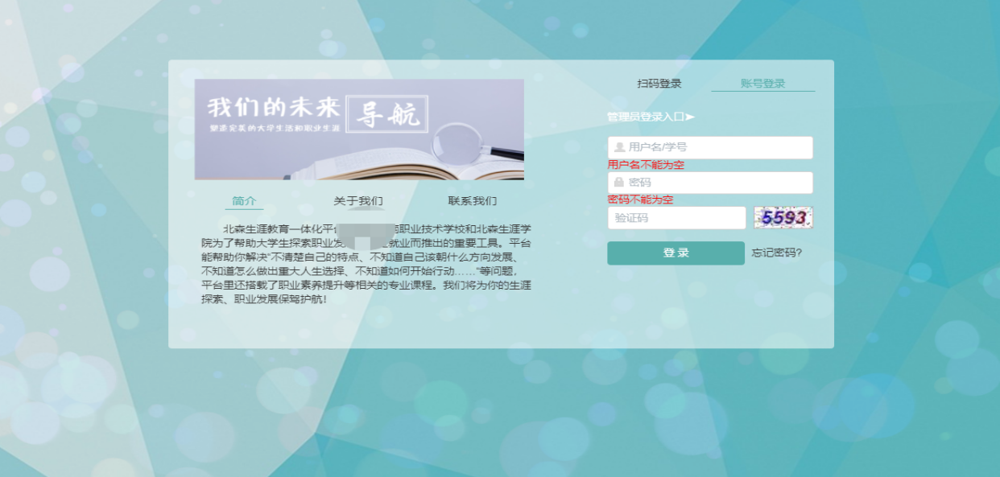 我们的未来 导航
塑造完美的大学生活和职业生涯
简介 关于我们 联系我们
北森生涯教育一体化平 职业技术学校和北森生涯学
院为了帮助大学生探索职业发 就业而推出的重要工具。平台
能帮助你解决“不清楚自己的特点、不知道自己该朝什么方向发展、
不知道怎么做出重大人生选择、不知道如何开始行动……“等问题，
平台里还搭载了职业素养提升等相关的专业课程。我们将为你的生涯
探索、职业发展保驾护航！
扫码登录 账号登录
管理员登录入口➤
用户名/学号
用户名不能为空
密码
密码不能为空
验证码 5593
登 录 忘记密码?